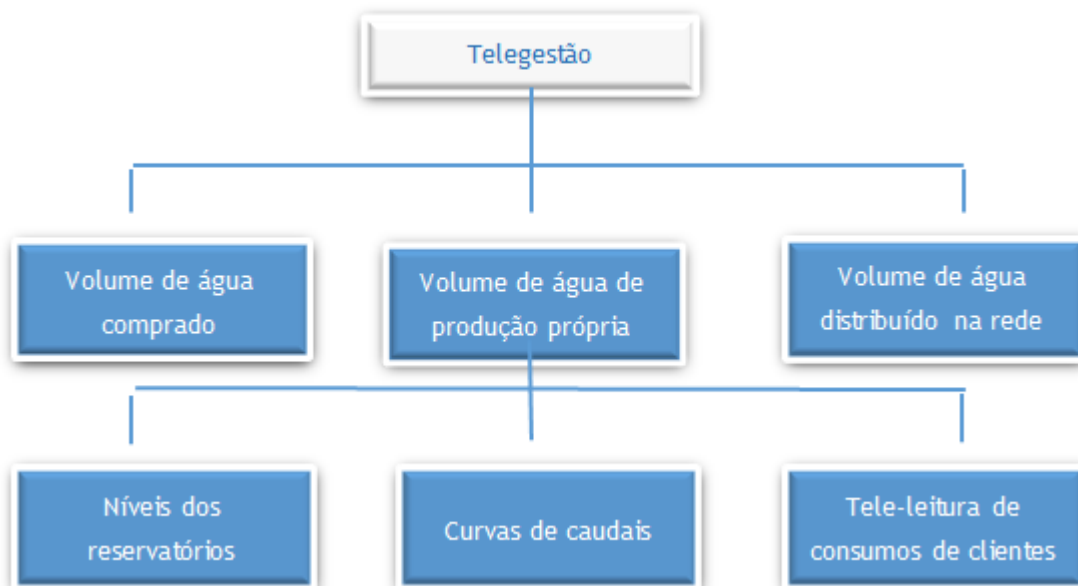 Telegestão
Volume de água
comprado
Volume de água de
produção própria
Volume de água
distribuído na rede
Níveis dos
reservatórios
Curvas de caudais
Tele-leitura de
consumos de clientes